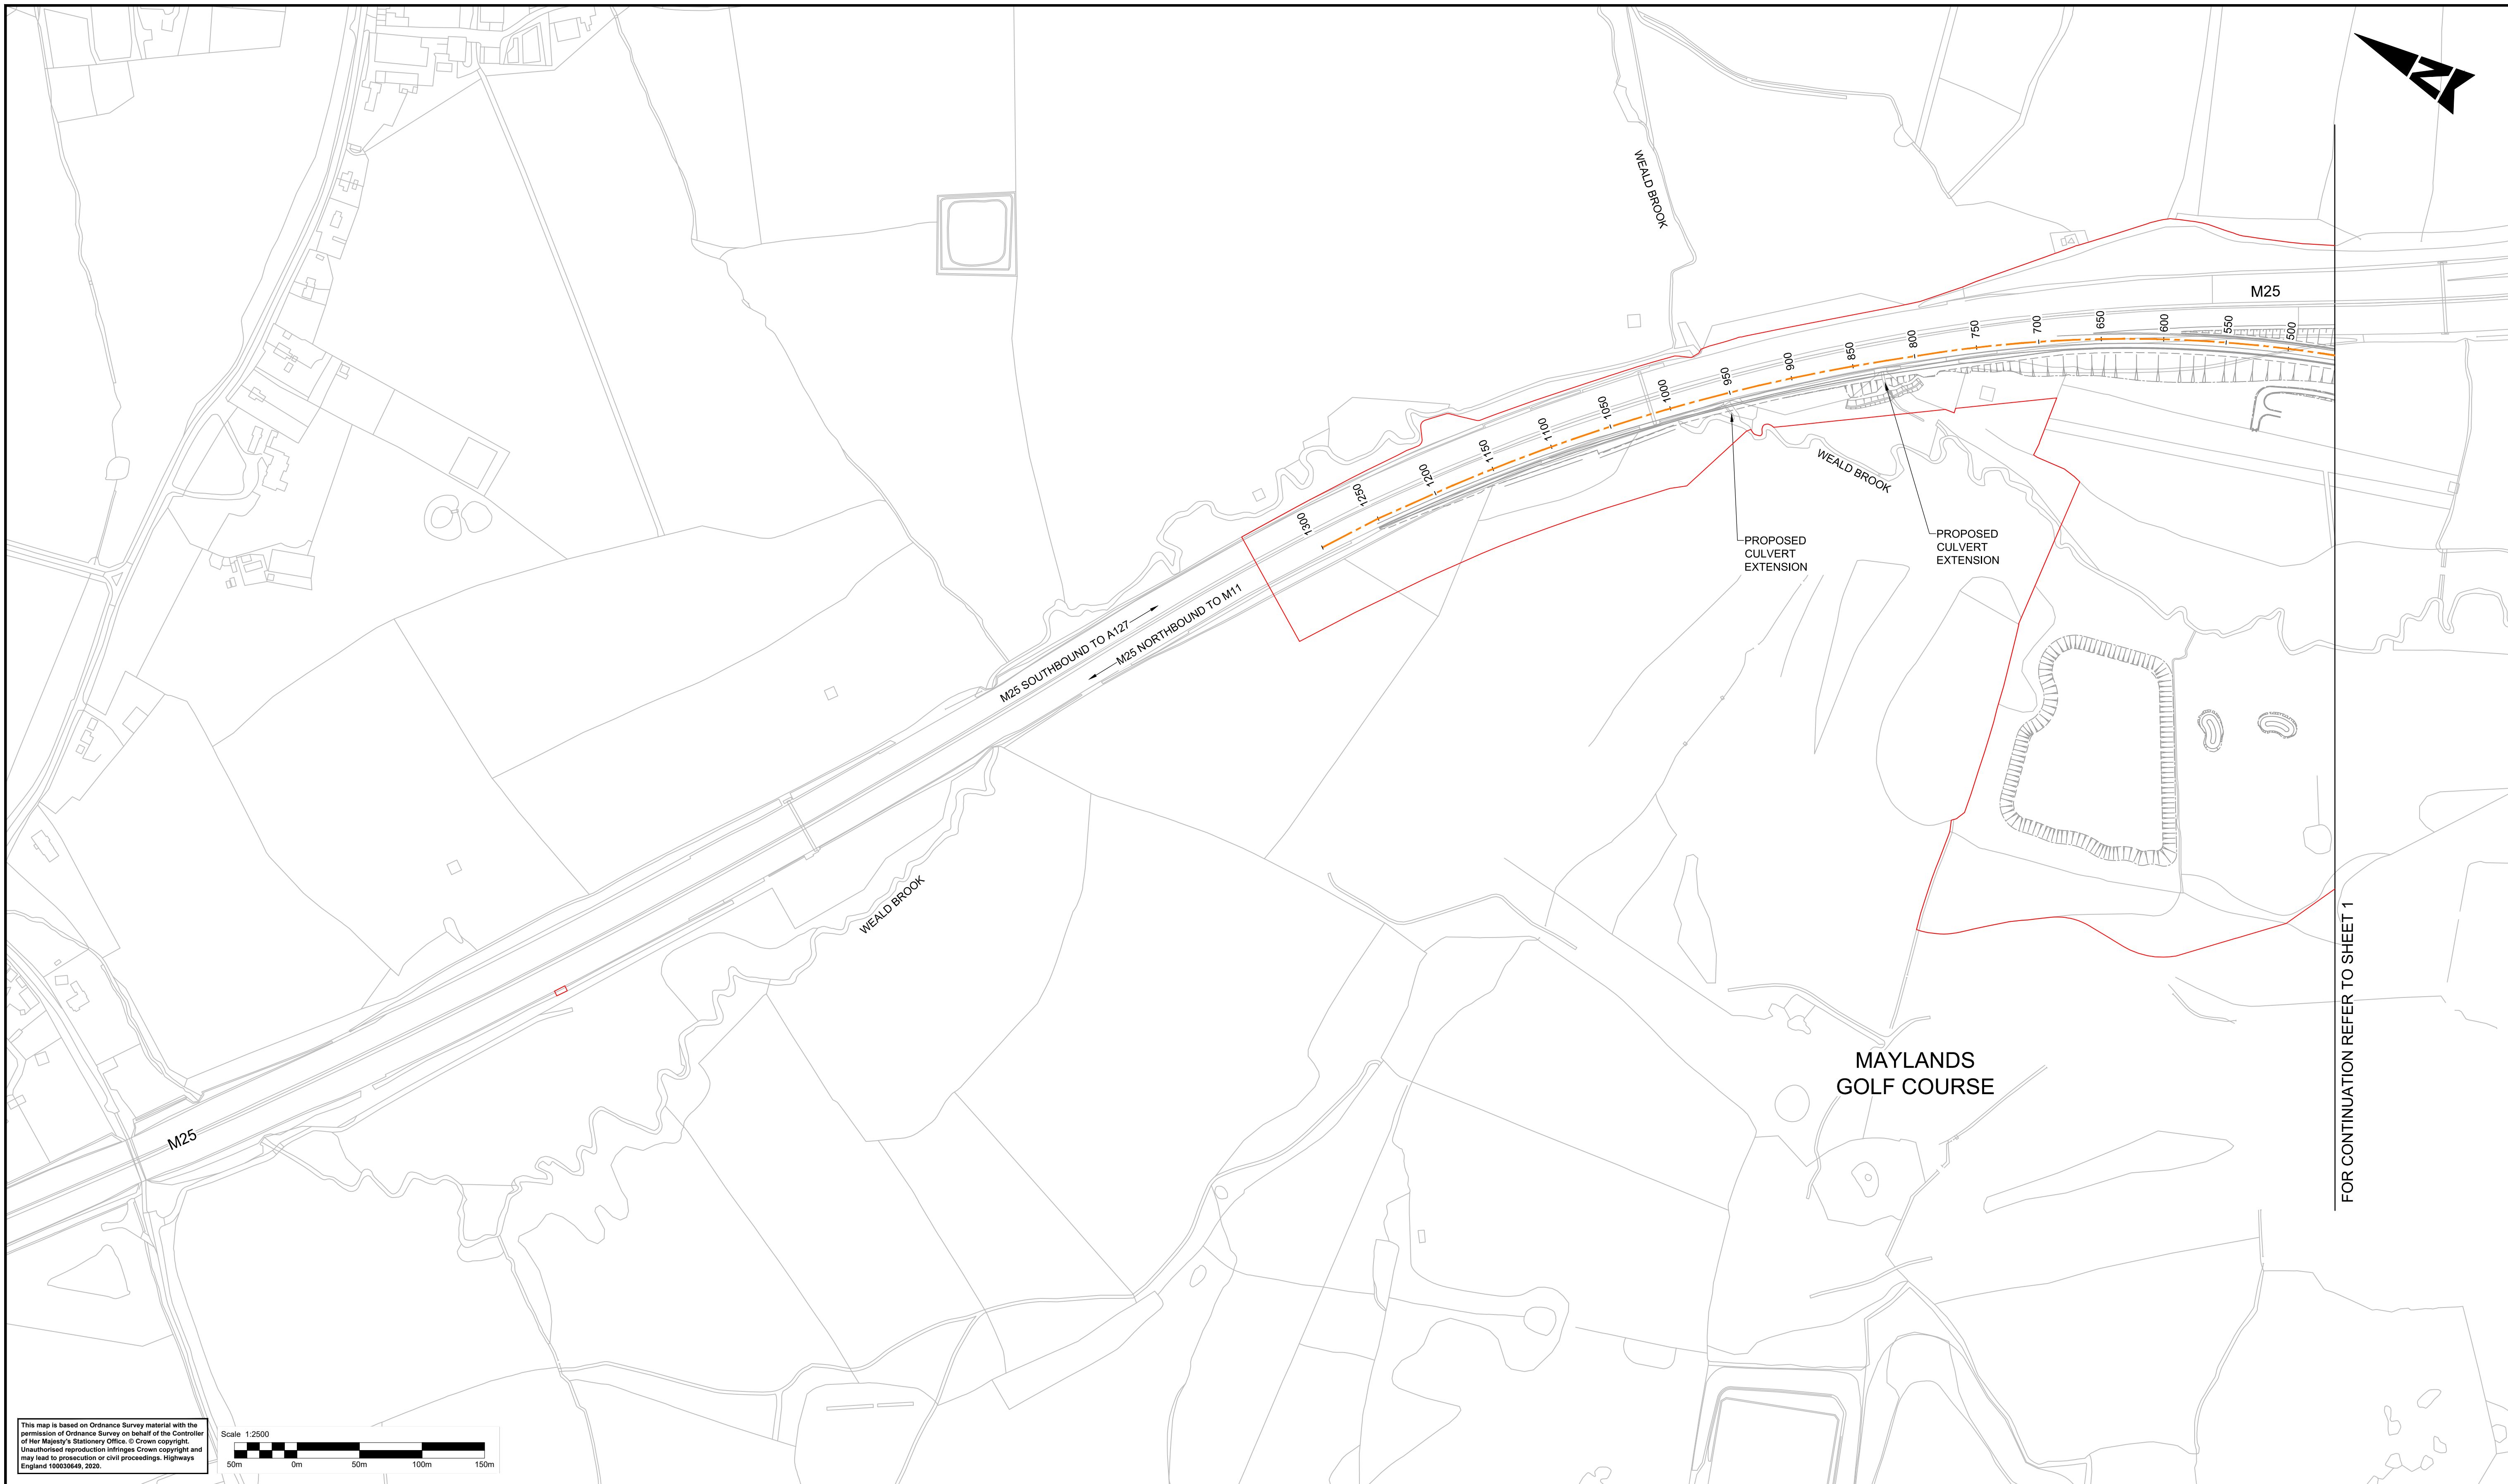 N
WEALD BROOK
M25
500
550
600
650
700
750
800
850
900
950
1000
1050
1100
1150
1200
1250
1300
WEALD BROOK
PROPOSED
CULVERT
EXTENSION
PROPOSED
CULVERT
EXTENSION
M25 SOUTHBOUND TO A127
M25 NORTHBOUND TO M11
WEALD BROOK
M25
MAYLANDS
GOLF COURSE
FOR CONTINUATION REFER TO SHEET 1
This map is based on Ordnance Survey material with the
permission of Ordnance Survey on behalf of the Controller
of Her Majesty's Stationery Office. © Crown copyright.
Unauthorised reproduction infringes Crown copyright and
may lead to prosecution or civil proceedings. Highways
England 100030649, 2020.
Scale 1:2500
50m 0m 50m 100m 150m